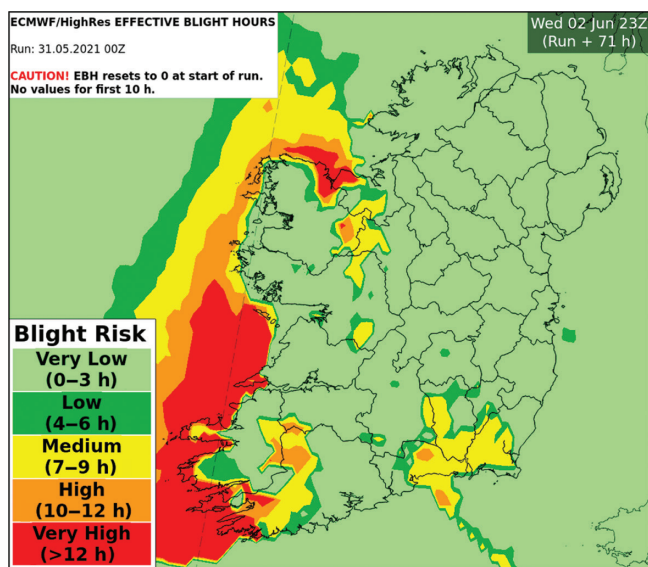 ECMWF/HighRes EFFECTIVE BLIGHT HOURS
Run: 31.05.2021 00Z
CAUTION! EBH resets to 0 at start of run.
No values for first 10 h.
Wed 02 Jun 23Z
(Run + 71 h)
Blight Risk
Very Low
(0−3 h)
Low
(4−6 h)
Medium
(7−9 h)
High
(10−12 h)
Very High
(>12 h)